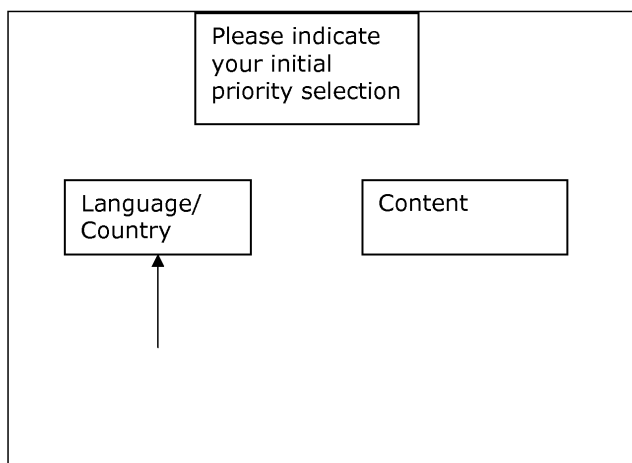 Please indicate
your initial
priority selection
Language/
Country
Content